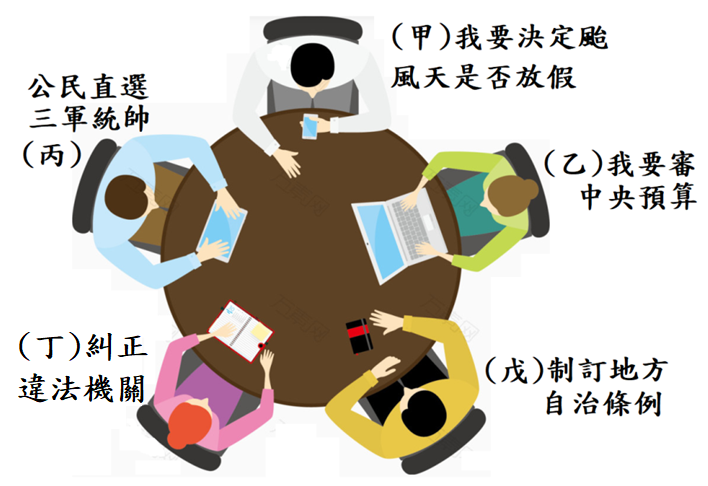 (甲)我要決定颱
風天是否放假
公民直選
三軍統帥
(丙)
(乙)我要審
中央預算
(丁)糾正
違法機關
(戊)制訂地方
自治條例